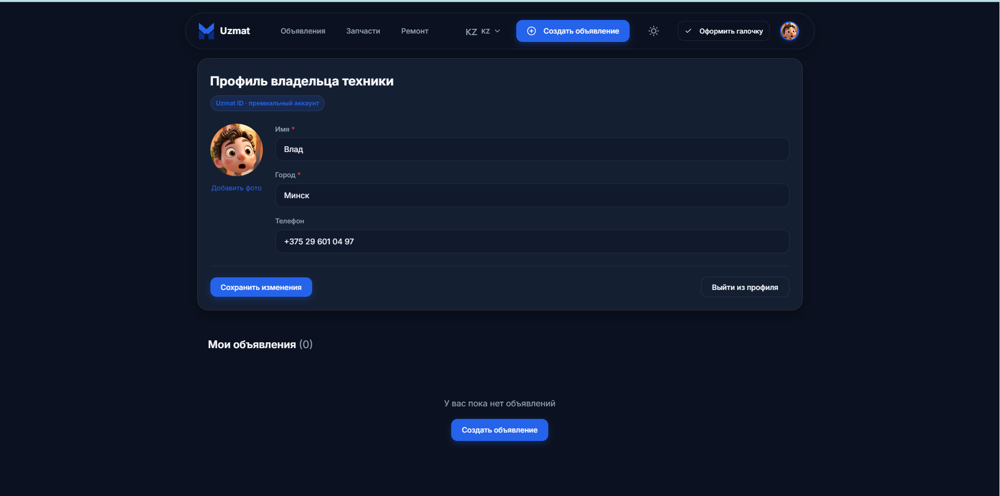 Uzmat
Объявления
Запчасти
Ремонт
KZ KZ
Создать объявление
Оформить галочку
Профиль владельца техники
Uzmat ID · премиальный аккаунт
Добавить фото
Имя *
Влад
Город *
Минск
Телефон
+375 29 601 04 97
Сохранить изменения
Выйти из профиля
Мои объявления (0)
У вас пока нет объявлений
Создать объявление